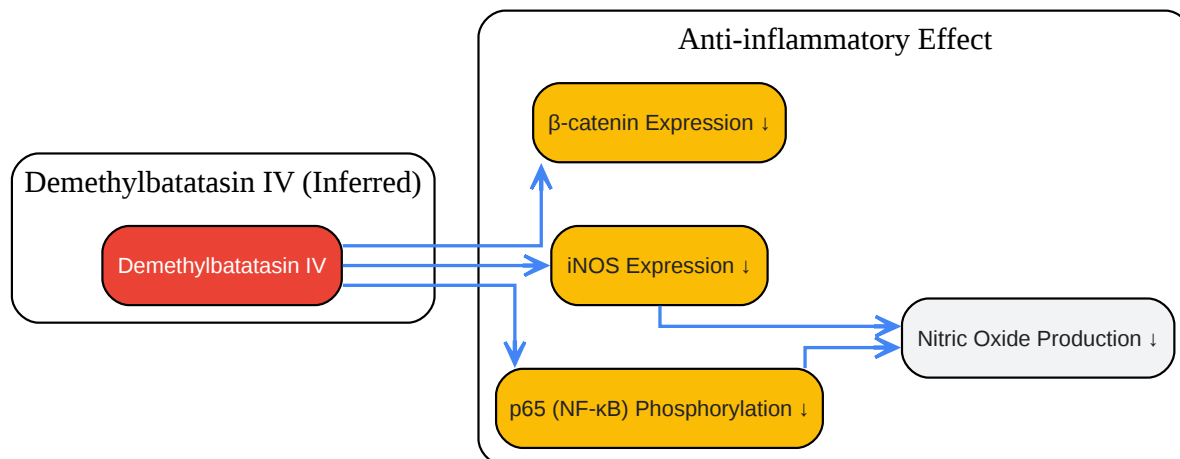 Anti-inflammatory Effect
β-catenin Expression ↓
Demethylbatatasin IV (Inferred)
Demethylbatatasin IV
iNOS Expression ↓
Nitric Oxide Production ↓
p65 (NF-κB) Phosphorylation ↓